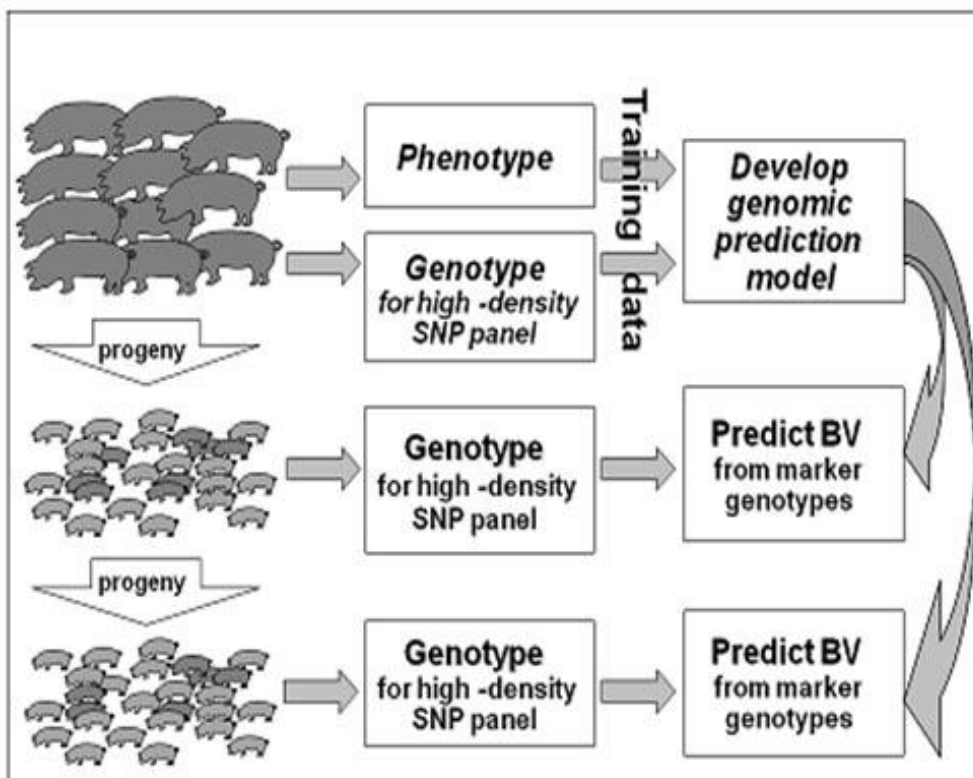 Phenotype
Training data
Develop
genomic
prediction
model
Genotype
for high -density
SNP panel
progeny
Genotype
for high -density
SNP panel
Predict BV
from marker
genotypes
progeny
Genotype
for high -density
SNP panel
Predict BV
from marker
genotypes